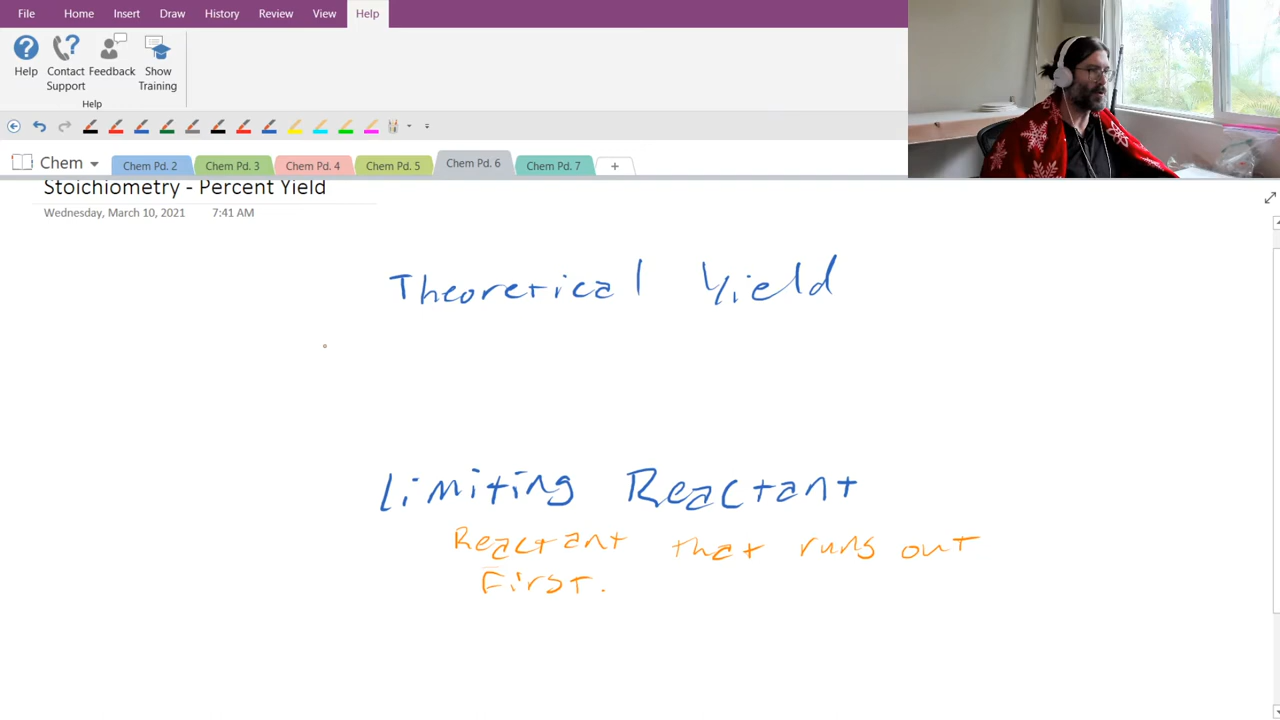 File Home Insert Draw History Review View Help
Help Contact Support Feedback Show Training
Help
Chem Chem Pd. 2 Chem Pd. 3 Chem Pd. 4 Chem Pd. 5 Chem Pd. 6 Chem Pd. 7 +
Stoichiometry - Percent Yield
Wednesday, March 10, 2021 7:41 AM
Theoretical Yield
Limiting Reactant
Reactant that runs out
First.